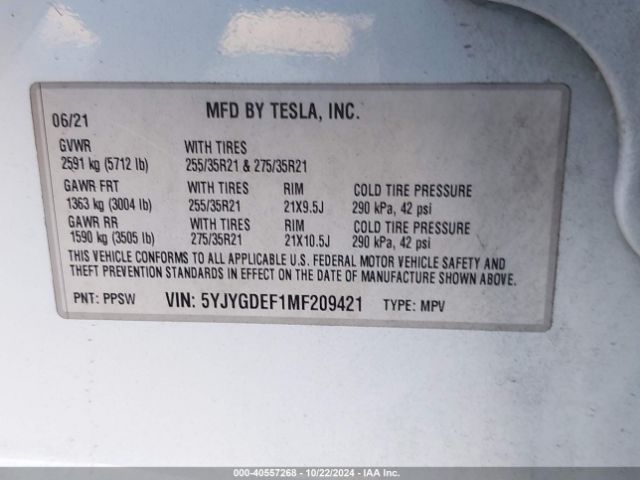 06/21 MFD BY TESLA, INC.
GVWR WITH TIRES
2591 kg (5712 lb) 255/35R21 & 275/35R21
GAWR FRT WITH TIRES RIM COLD TIRE PRESSURE
1363 kg (3004 lb) 255/35R21 21X9.5J 290 kPa, 42 psi
GAWR RR WITH TIRES RIM COLD TIRE PRESSURE
1590 kg (3505 lb) 275/35R21 21X10.5J 290 kPa, 42 psi
THIS VEHICLE CONFORMS TO ALL APPLICABLE U.S. FEDERAL MOTOR VEHICLE SAFETY AND
THEFT PREVENTION STANDARDS IN EFFECT ON THE DATE OF MANUFACTURE SHOWN ABOVE.
PNT: PPSW VIN: 5YJYGDEF1MF209421 TYPE: MPV
000-40557268 - 10/22/2024 - IAA Inc.